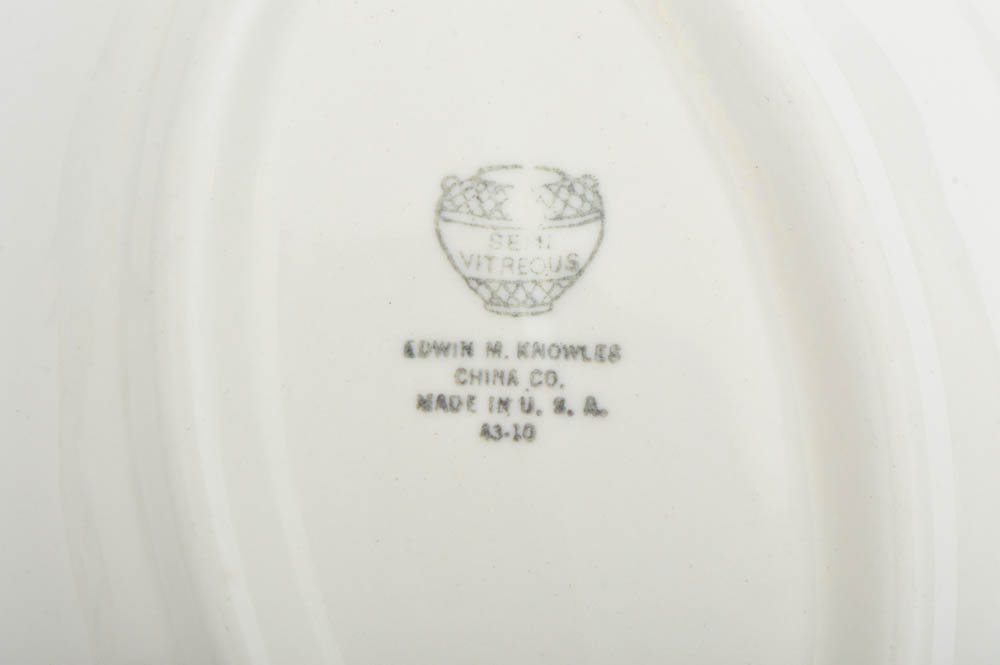 SEMI
VITREOUS
EDWIN M. KNOWLES
CHINA CO.
MADE IN U. S. A.
43-10